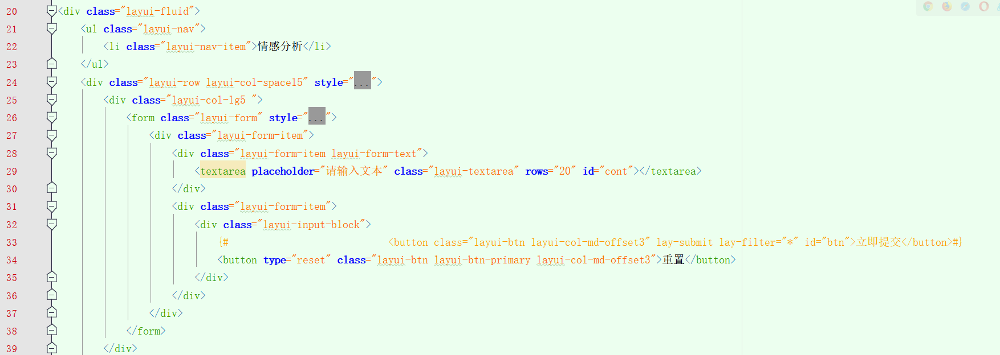 20 <div class="layui-fluid">
21 <ul class="layui-nav">
22 <li class="layui-nav-item">情感分析</li>
23 </ul>
24 <div class="layui-row layui-col-space15" style="...">
25 <div class="layui-col-lg5 ">
26 <form class="layui-form" style="...">
27 <div class="layui-form-item">
28 <div class="layui-form-item layui-form-text">
29 <textarea placeholder="请输入文本" class="layui-textarea" rows="20" id="cont"></textarea>
30 </div>
31 <div class="layui-form-item">
32 <div class="layui-input-block">
33 {# <button class="layui-btn layui-col-md-offset3" lay-submit lay-filter="*" id="btn">立即提交</button>#}
34 <button type="reset" class="layui-btn layui-btn-primary layui-col-md-offset3">重置</button>
35 </div>
36 </div>
37 </div>
38 </form>
39 </div>